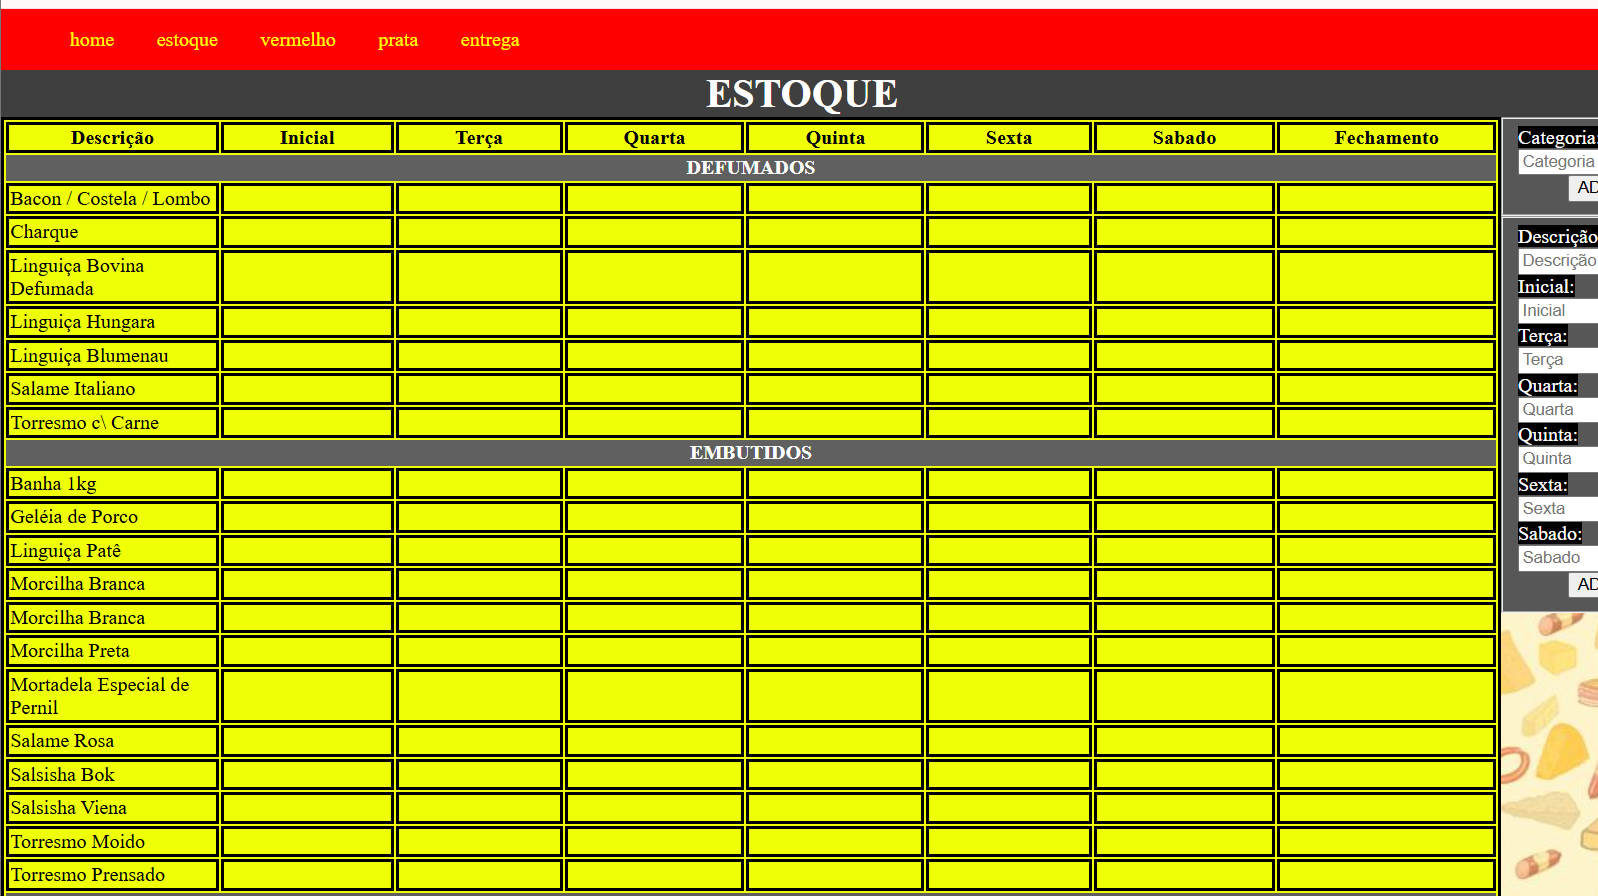 home estoque vermelho prata entrega
ESTOQUE
Descrição Inicial Terça Quarta Quinta Sexta Sabado Fechamento
DEFUMADOS
Bacon / Costela / Lombo
Charque
Linguiça Bovina
Defumada
Linguiça Hungara
Linguiça Blumenau
Salame Italiano
Torresmo c\ Carne
EMBUTIDOS
Banha 1kg
Geléia de Porco
Linguiça Patê
Morcilha Branca
Morcilha Branca
Morcilha Preta
Mortadela Especial de
Pernil
Salame Rosa
Salsisha Bok
Salsisha Viena
Torresmo Moido
Torresmo Prensado
Categoria:
Categoria
AD
Descrição
Descrição
Inicial:
Inicial
Terça:
Terça
Quarta:
Quarta
Quinta:
Quinta
Sexta:
Sexta
Sabado:
Sabado
AD